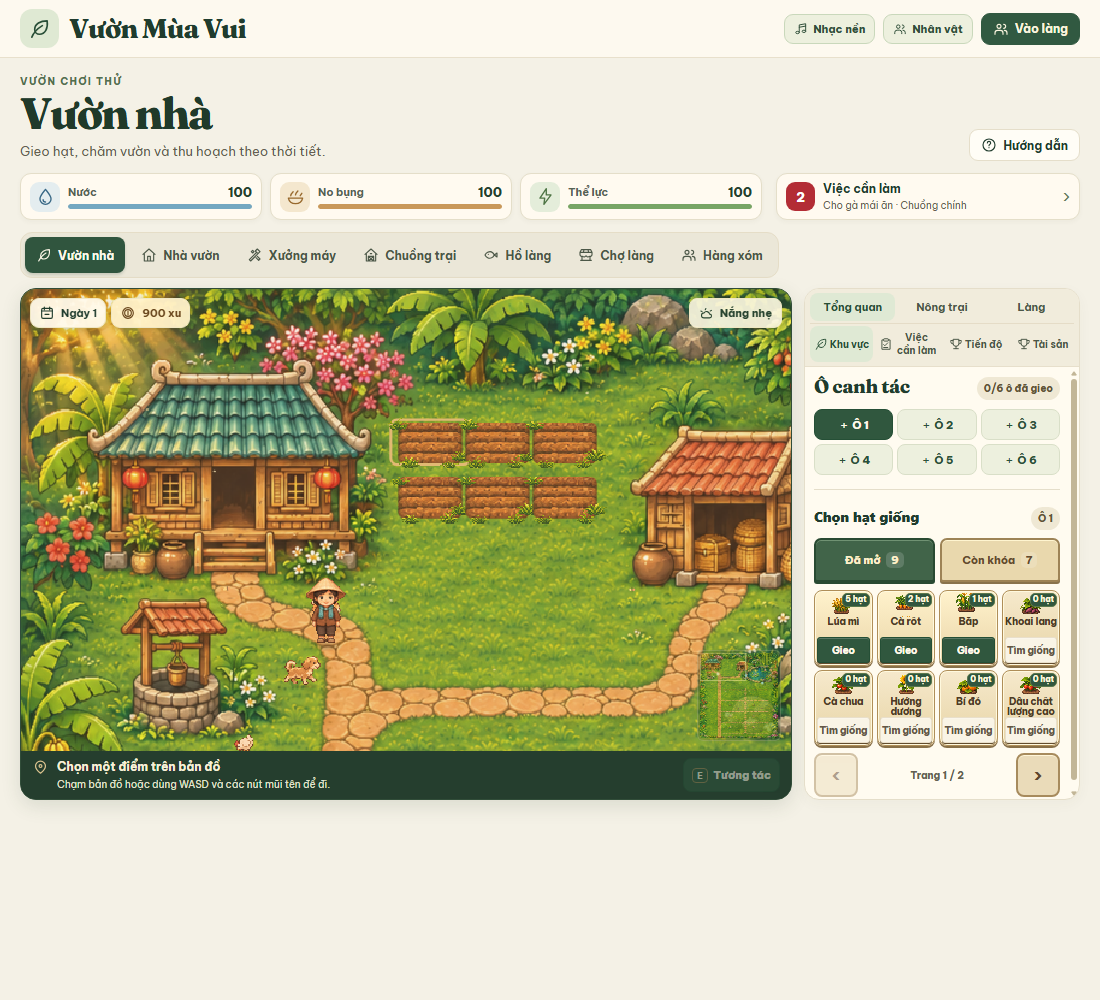 Vườn Mùa Vui
Nhạc nền
Nhân vật
Vào làng
VƯỜN CHƠI THỬ
Vườn nhà
Gieo hạt, chăm vườn và thu hoạch theo thời tiết.
Hướng dẫn
Nước
100
No bụng
100
Thể lực
100
2
Việc cần làm
Cho gà mái ăn · Chuồng chính
Vườn nhà
Nhà vườn
Xưởng máy
Chuồng trại
Hồ làng
Chợ làng
Hàng xóm
Ngày 1
900 xu
Nắng nhẹ
Chọn một điểm trên bản đồ
Chạm bản đồ hoặc dùng WASD và các nút mũi tên để đi.
E
Tương tác
Tổng quan
Nông trại
Làng
Khu vực
Việc
cần làm
Tiến độ
Tài sản
Ô canh tác
0/6 ô đã gieo
+ Ô 1
+ Ô 2
+ Ô 3
+ Ô 4
+ Ô 5
+ Ô 6
Chọn hạt giống
Ô 1
Đã mở 9
Còn khóa 7
5 hạt
Lúa mì
Gieo
2 hạt
Cà rốt
Gieo
1 hạt
Bắp
Gieo
0 hạt
Khoai lang
Tìm giống
0 hạt
Cà chua
Tìm giống
0 hạt
Hướng
dương
Tìm giống
0 hạt
Bí đỏ
Tìm giống
0 hạt
Dâu chất
lượng cao
Tìm giống
‹
Trang 1 / 2
›